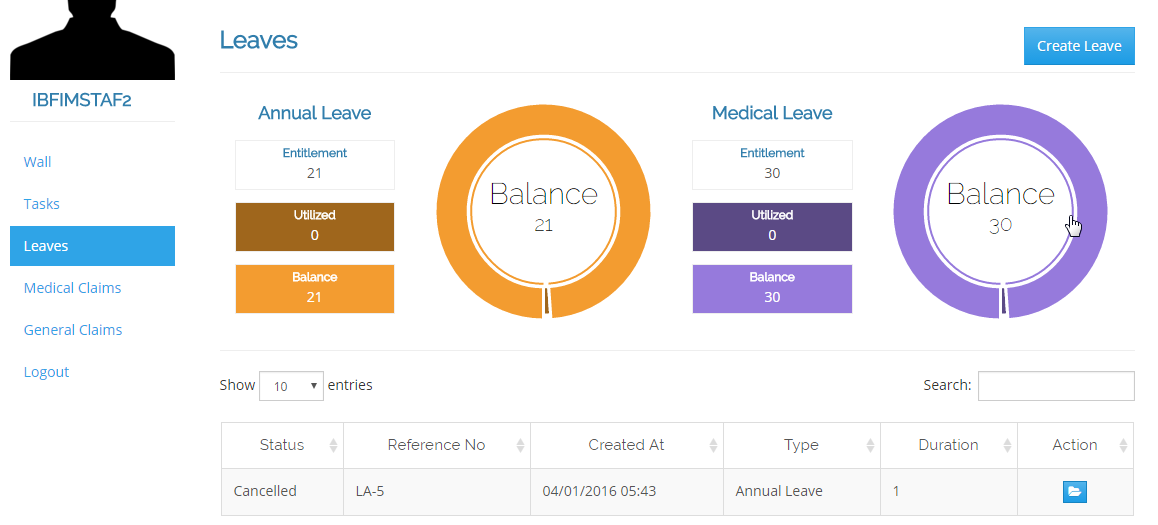 IBFIMSTAF2
Wall
Tasks
Leaves
Medical Claims
General Claims
Logout
Leaves
Create Leave
Annual Leave
Entitlement
21
Utilized
0
Balance
21
Balance
21
Medical Leave
Entitlement
30
Utilized
0
Balance
30
Balance
30
Show 10 entries
Search:
Status Reference No Created At Type Duration Action
Cancelled LA-5 04/01/2016 05:43 Annual Leave 1